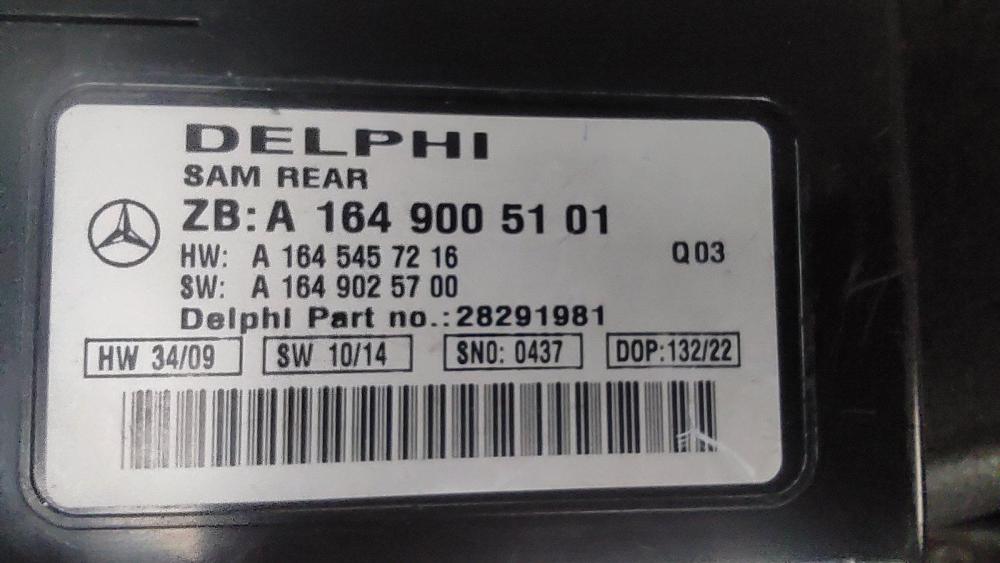 DELPHI
SAM REAR
ZB: A 164 900 51 01
HW: A 164 545 72 16 Q03
SW: A 164 902 57 00
Delphi Part no.: 28291981
HW 34/09 SW 10/14 SNO: 0437 DOP:132/22